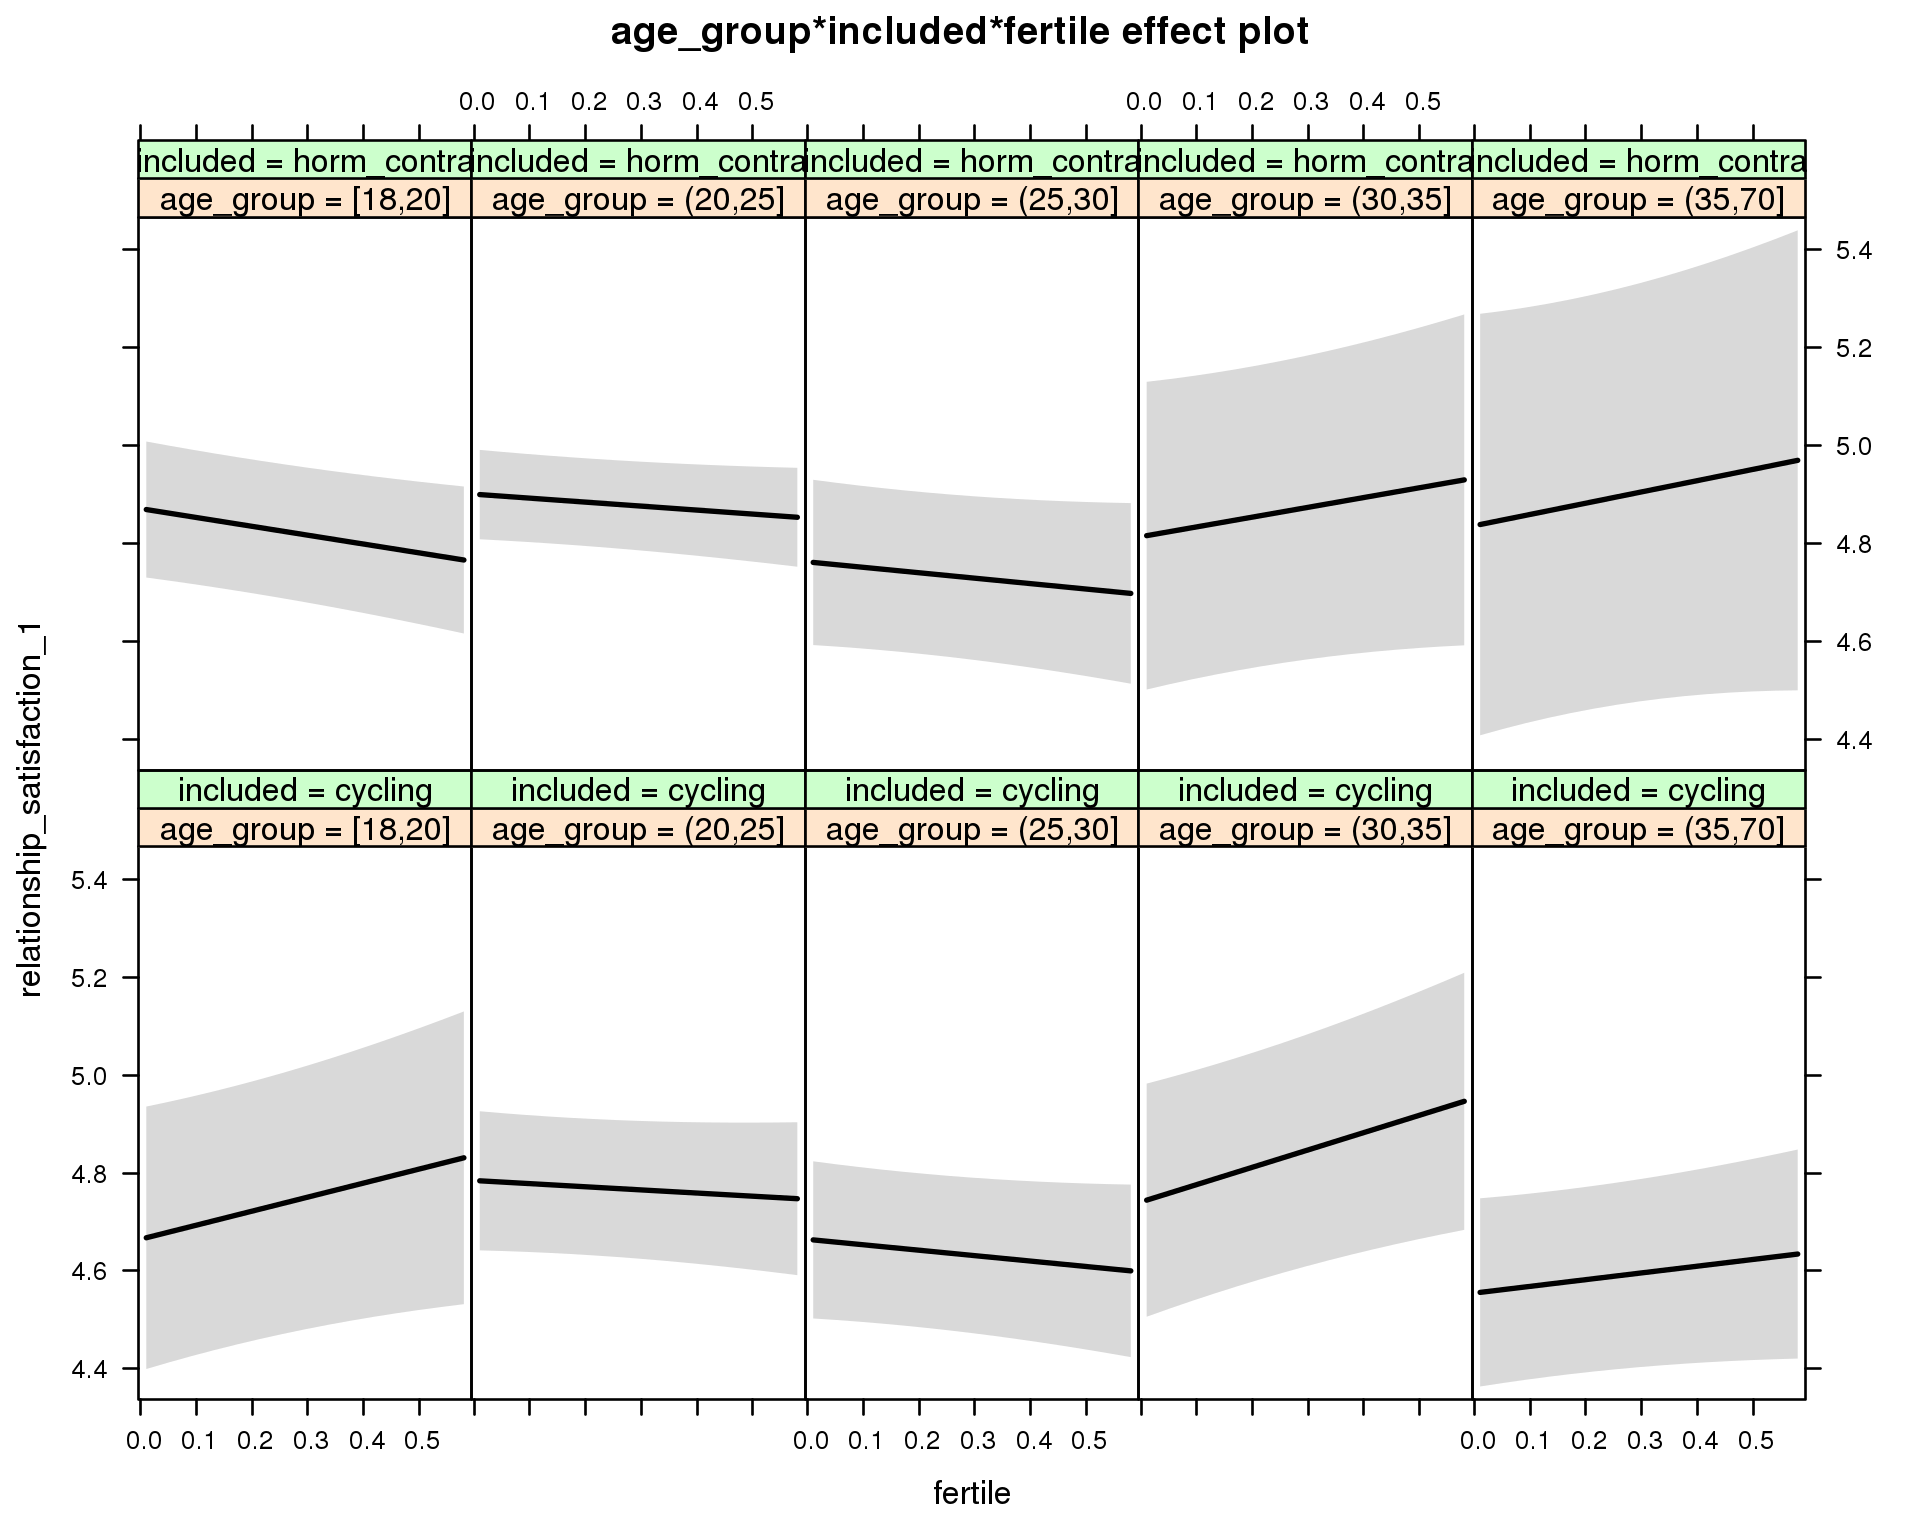 age_group*included*fertile effect plot
0.0 0.1 0.2 0.3 0.4 0.5 0.0 0.1 0.2 0.3 0.4 0.5
included = horm_contra included = horm_contra included = horm_contra included = horm_contra included = horm_contra
age_group = [18,20] age_group = (20,25] age_group = (25,30] age_group = (30,35] age_group = (35,70]
5.4
5.2
5.0
4.8
4.6
4.4
relationship_satisfaction_1
included = cycling included = cycling included = cycling included = cycling included = cycling
age_group = [18,20] age_group = (20,25] age_group = (25,30] age_group = (30,35] age_group = (35,70]
5.4
5.2
5.0
4.8
4.6
4.4
0.0 0.1 0.2 0.3 0.4 0.5 0.0 0.1 0.2 0.3 0.4 0.5 0.0 0.1 0.2 0.3 0.4 0.5
fertile